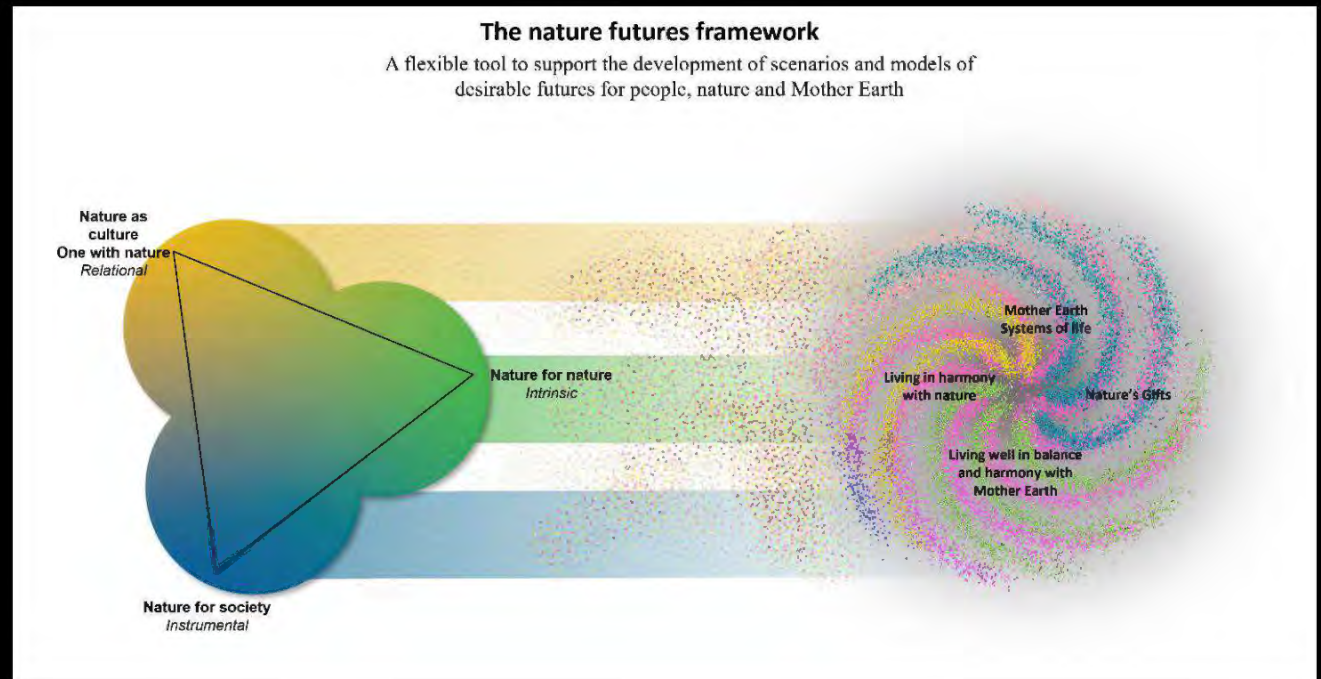 The nature futures framework
A flexible tool to support the development of scenarios and models of
desirable futures for people, nature and Mother Earth
Nature as
culture
One with nature
Relational
Nature for nature
Intrinsic
Nature for society
Instrumental
Mother Earth
Systems of life
Living in harmony
with nature
Nature's Gifts
Living well in balance
and harmony with
Mother Earth